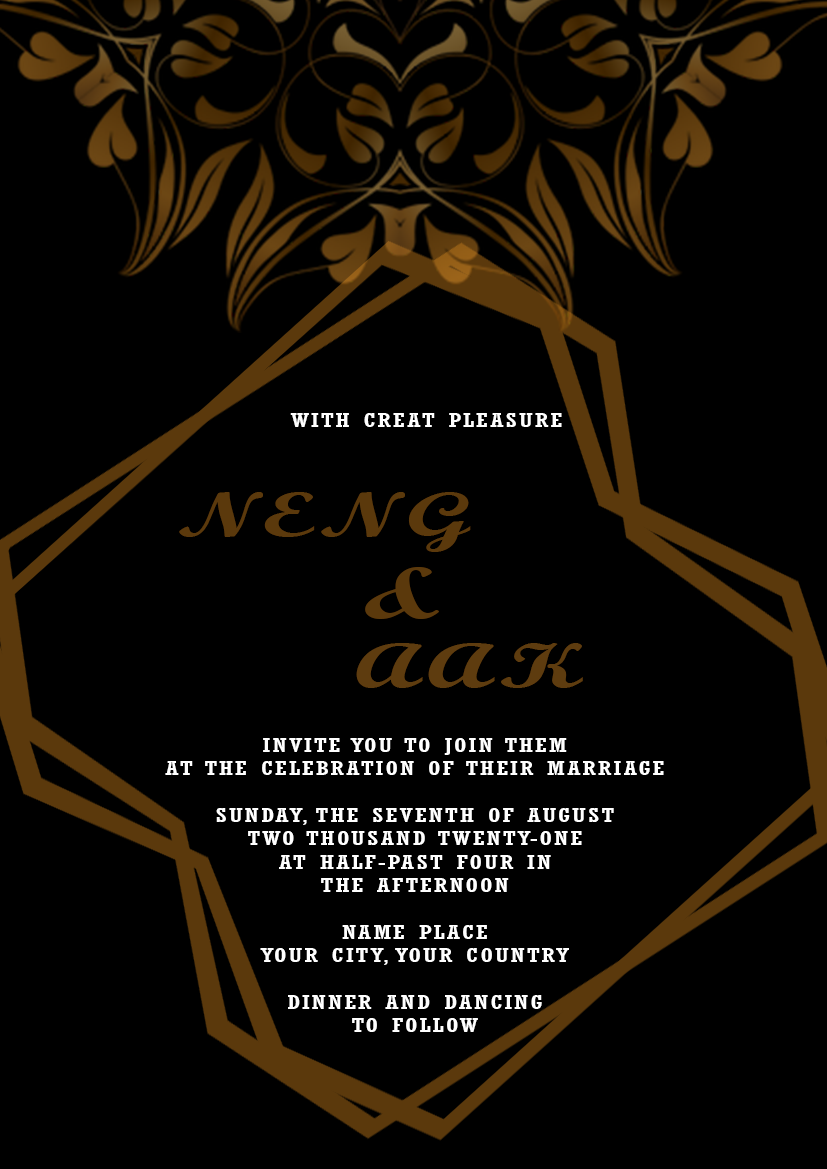 WITH CREAT PLEASURE
NENG
&
AAK
INVITE YOU TO JOIN THEM
AT THE CELEBRATION OF THEIR MARRIAGE
SUNDAY, THE SEVENTH OF AUGUST
TWO THOUSAND TWENTY-ONE
AT HALF-PAST FOUR IN
THE AFTERNOON
NAME PLACE
YOUR CITY, YOUR COUNTRY
DINNER AND DANCING
TO FOLLOW